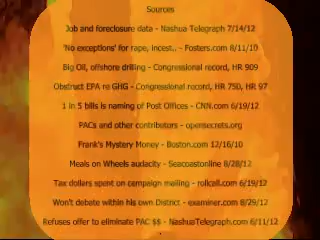 Sources
Job and foreclosure data - Nashua Telegraph 7/14/12
'No exceptions' for rape, incest.. - Fosters.com 8/11/10
Big Oil, offshore drilling - Congressional record, HR 909
Obstruct EPA re GHG - Congressional record, HR 750, HR 97
1 in 5 bills is naming of Post Offices - CNN.com 6/19/12
PACs and other contributors - opensecrets.org
Frank's Mystery Money - Boston.com 12/16/10
Meals on Wheels audacity - Seacoastonline 8/28/12
Tax dollars spent on campaign mailing - rollcall.com 6/19/12
Won't debate within his own District - examiner.com 8/29/12
Refuses offer to eliminate PAC $$ - NashuaTelegraph.com 6/11/12